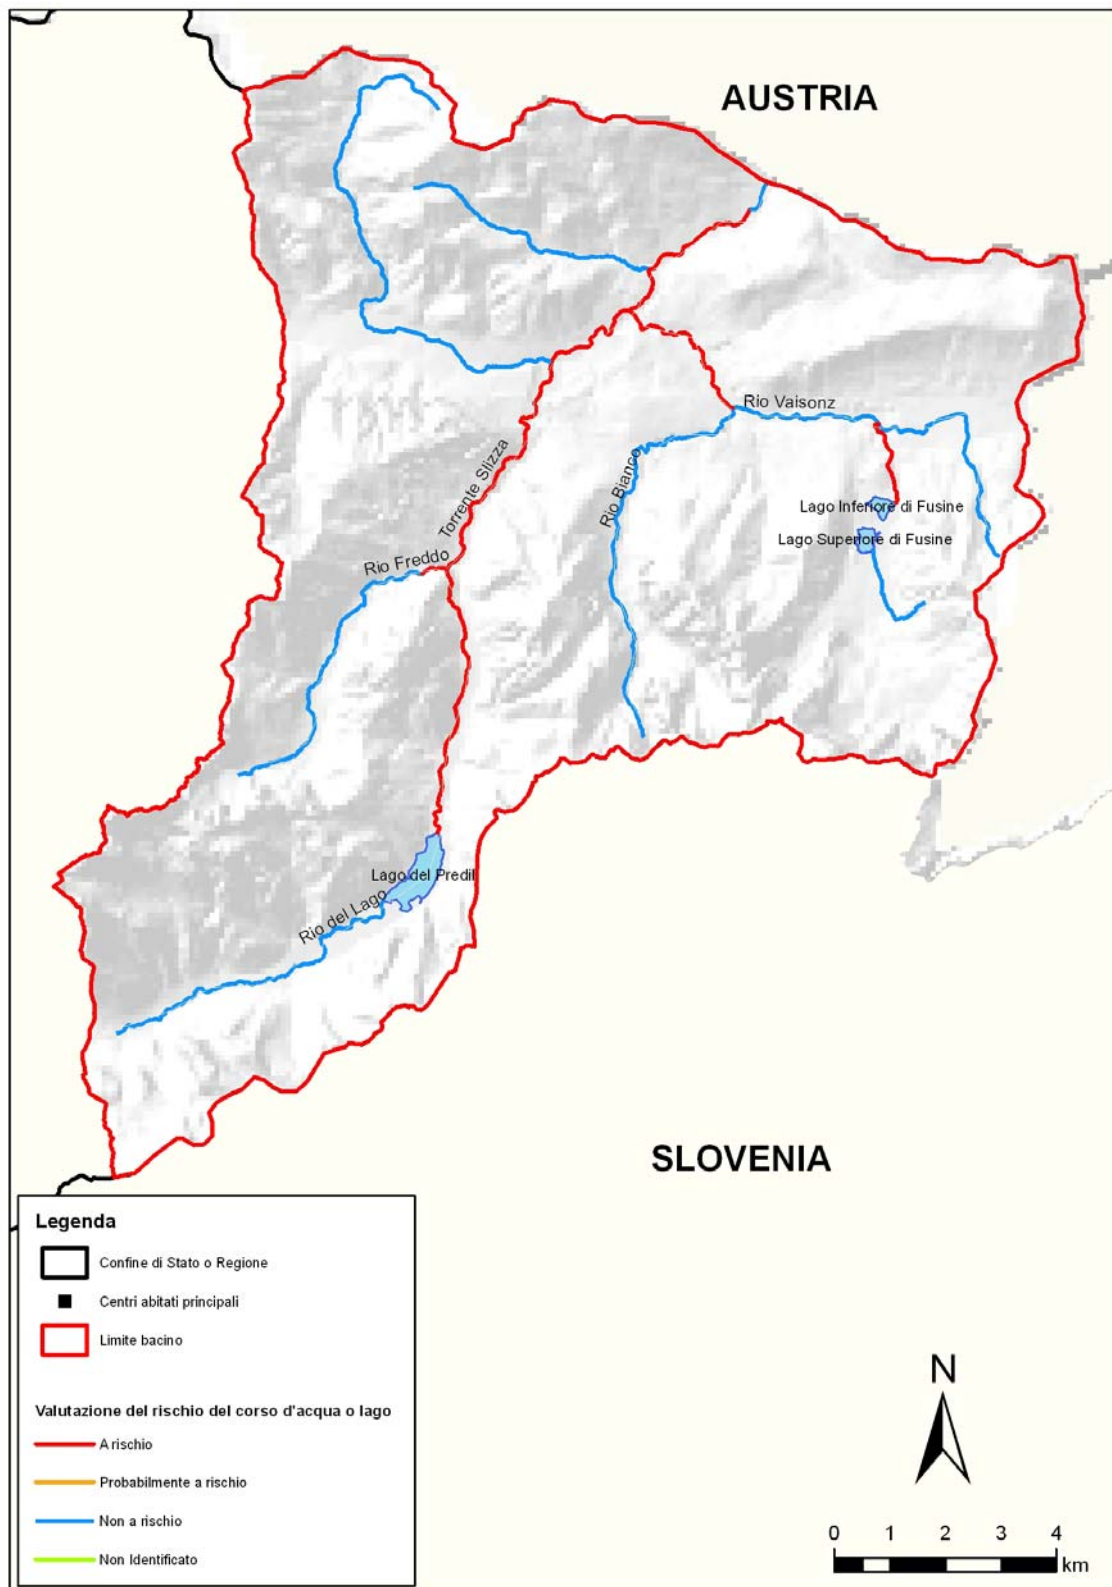 AUSTRIA
Rio Vaisonz
Torrente Slizza
Rio Bianco
Lago Inferiore di Fusine
Lago Superiore di Fusine
Rio Freddo
Lago del Predil
Rio del Lago
SLOVENIA
Legenda
Confine di Stato o Regione
Centri abitati principali
Limite bacino
Valutazione del rischio del corso d'acqua o lago
A rischio
Probabilmente a rischio
Non a rischio
Non Identificato
N
0 1 2 3 4
km